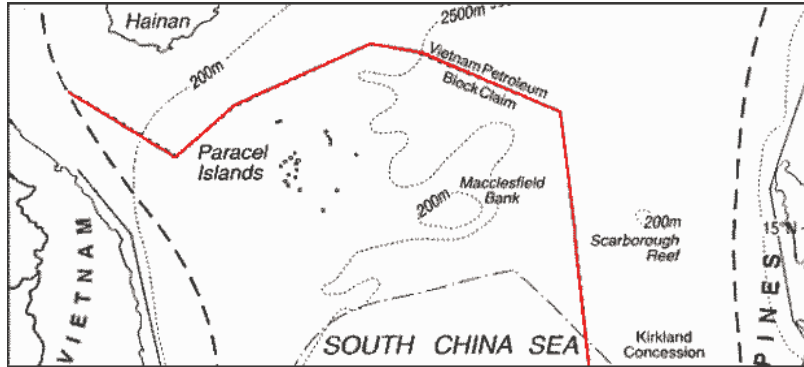 Hainan
2500m
200m
Vietnam Petroleum
Block Claim
Paracel
Islands
Macclesfield
Bank
200m
200m
15°N
Scarborough
Reef
VIETNAM
PINES
SOUTH CHINA SEA
Kirkland
Concession